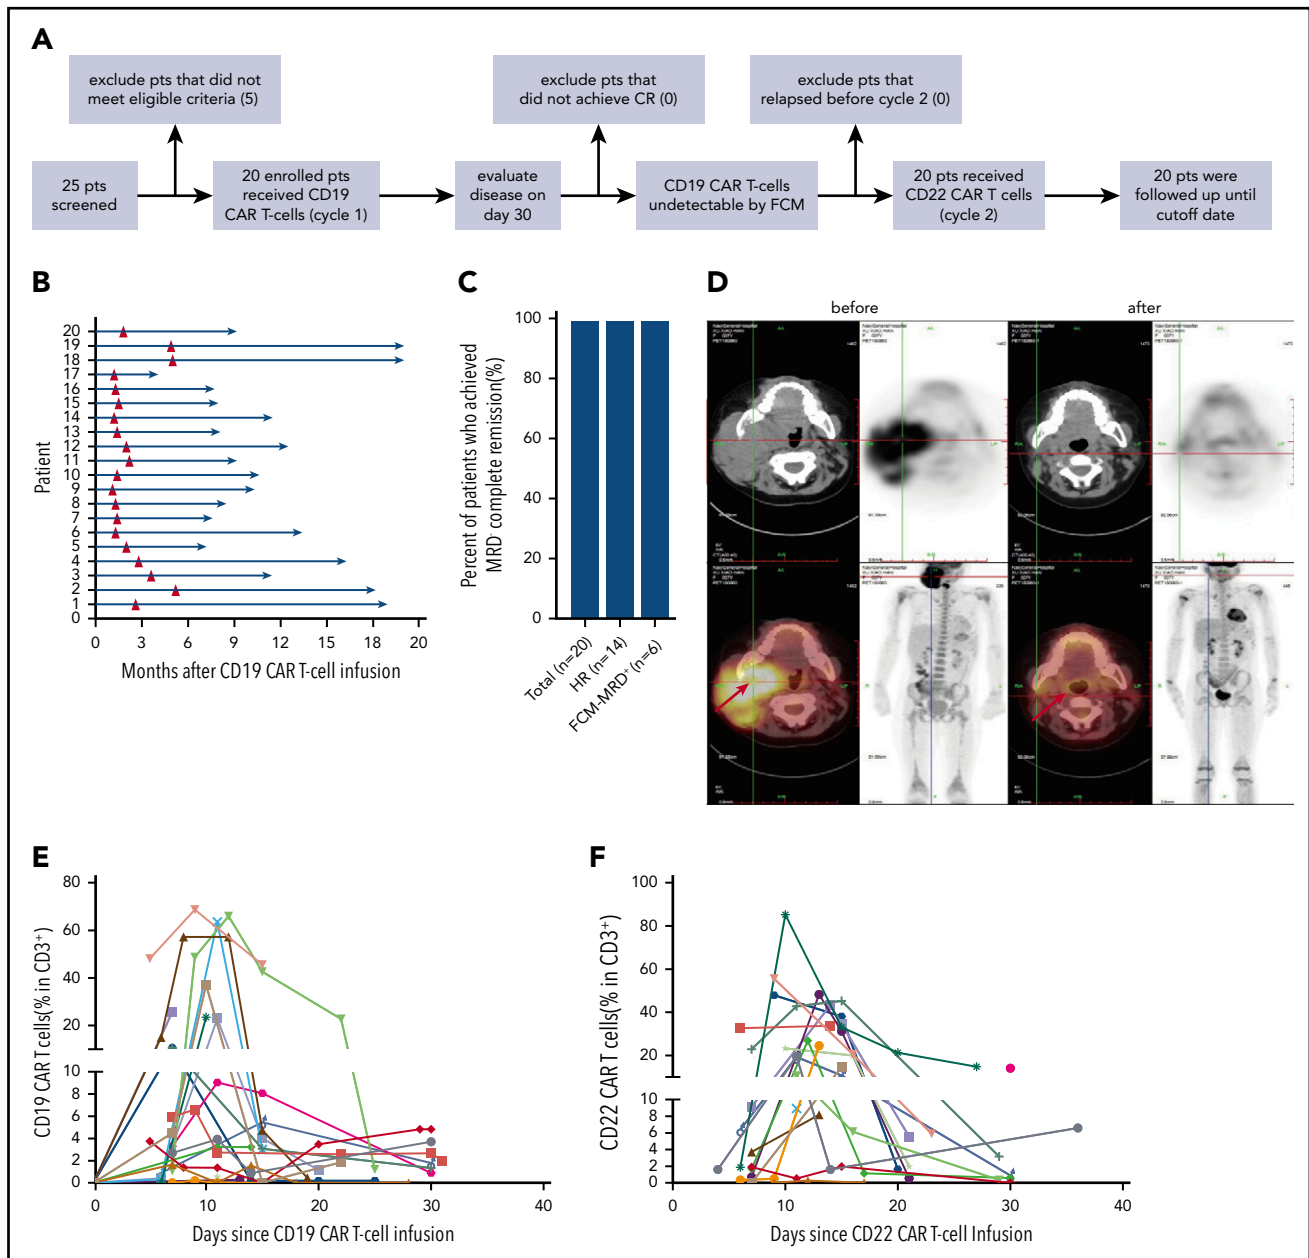 A
exclude pts that did not
meet eligible criteria (5)
exclude pts that
did not achieve CR (0)
exclude pts that
relapsed before cycle 2 (0)
25 pts
screened
20 enrolled pts
received CD19
CAR T-cells (cycle 1)
evaluate
disease on
day 30
CD19 CAR T-cells
undetectable by FCM
20 pts received
CD22 CAR T cells
(cycle 2)
20 pts were
followed up until
cutoff date
B
Patient
20
19
18
17
16
15
14
13
12
11
10
9
8
7
6
5
4
3
2
1
0
0 3 6 9 12 15 18 20
Months after CD19 CAR T-cell infusion
C
Percent of patients who achieved
MRD- complete remission(%)
100
80
60
40
20
0
Total (n=20)
HR (n=14)
FCM-MRD+ (n=6)
D
before
after
E
CD19 CAR T cells(% in CD3+)
80
60
40
20
10
8
6
4
2
0
0 10 20 30 40
Days since CD19 CAR T-cell infusion
F
CD22 CAR T cells(% in CD3+)
100
80
60
40
20
10
8
6
4
2
0
0 10 20 30 40
Days since CD22 CAR T-cell Infusion